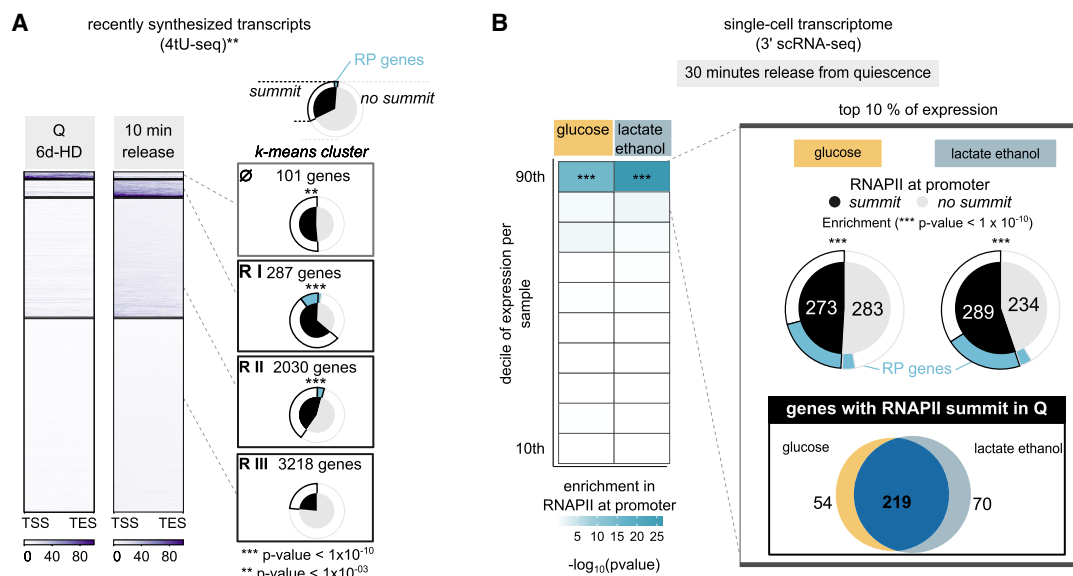 A
recently synthesized transcripts
(4tU-seq)**
RP genes
summit
no summit
Q
6d-HD
10 min
release
k-means cluster
Ø
101 genes
**
R I 287 genes
***
R II 2030 genes
***
R III 3218 genes
TSS TES TSS TES
0 40 80 0 40 80
*** p-value < 1x10⁻¹⁰
** p-value < 1x10⁻⁰³
B
single-cell transcriptome
(3' scRNA-seq)
30 minutes release from quiescence
glucose
lactate
ethanol
90th
*** ***
10th
decile of expression per
sample
enrichment in
RNAPII at promoter
5 10 15 20 25
-log₁₀(pvalue)
top 10 % of expression
glucose lactate ethanol
RNAPII at promoter
summit no summit
Enrichment (*** p-value < 1 x 10⁻¹⁰)
*** ***
273 283 289 234
RP genes
genes with RNAPII summit in Q
glucose lactate ethanol
54 219 70